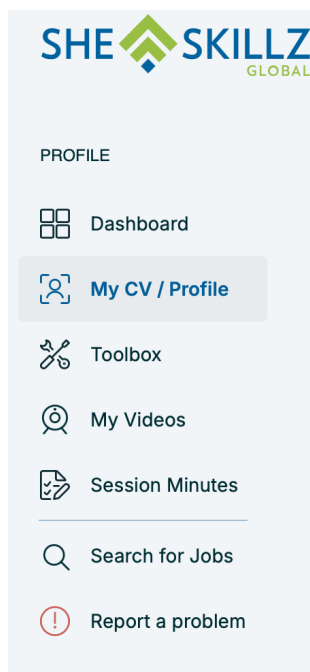 SHE SKILLZ
GLOBAL
PROFILE
Dashboard
My CV / Profile
Toolbox
My Videos
Session Minutes
Search for Jobs
Report a problem